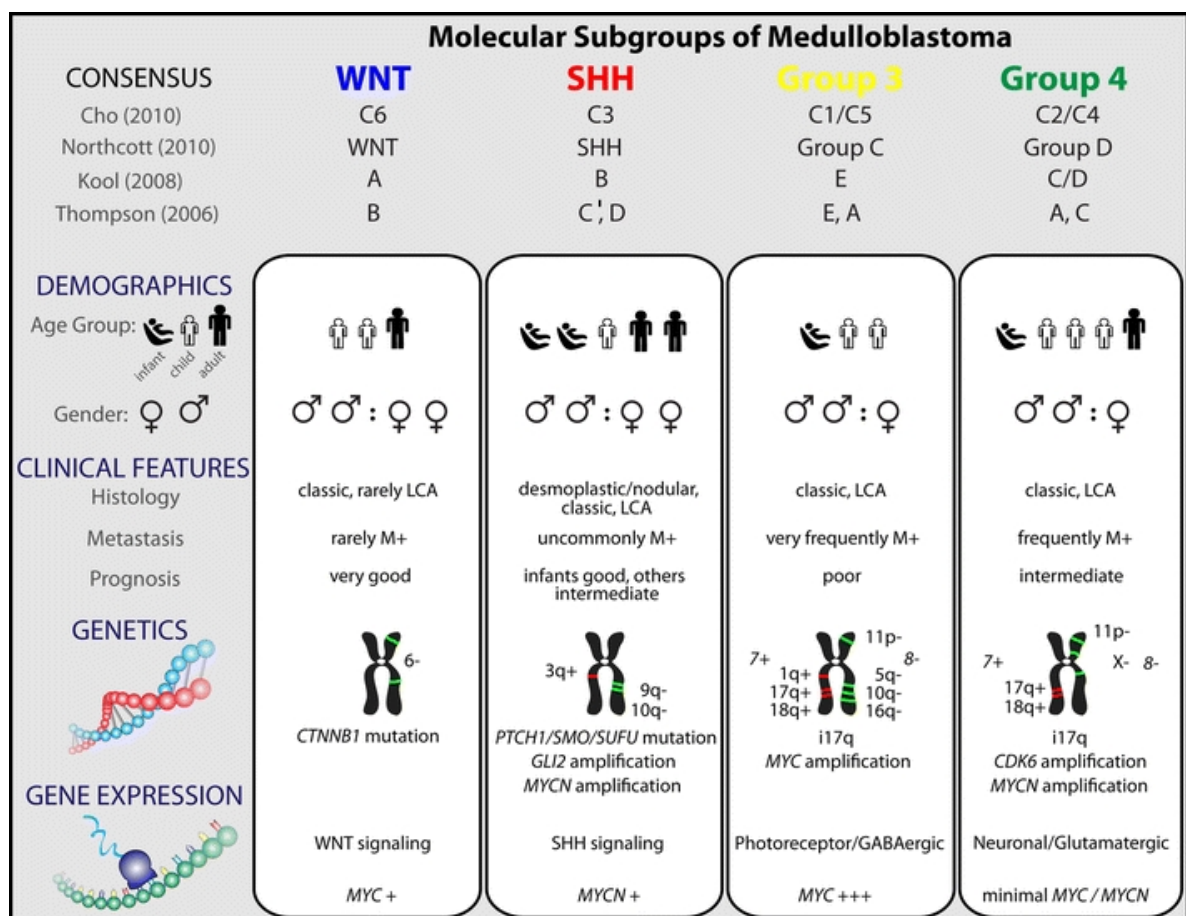 Molecular Subgroups of Medulloblastoma
CONSENSUS WNT SHH Group 3 Group 4
Cho (2010) C6 C3 C1/C5 C2/C4
Northcott (2010) WNT SHH Group C Group D
Kool (2008) A B E C/D
Thompson (2006) B C', D E, A A, C
DEMOGRAPHICS
Age Group:
infant child adult
Gender: ♀ ♂ ♂ ♂ : ♀ ♀ ♂ ♂ : ♀ ♀ ♂ ♂ : ♀ ♂ ♂ : ♀
CLINICAL FEATURES
Histology classic, rarely LCA desmoplastic/nodular, classic, LCA classic, LCA
classic, LCA
Metastasis rarely M+ uncommonly M+ very frequently M+ frequently M+
Prognosis very good infants good, others poor intermediate
intermediate
GENETICS
6-
3q+
9q-
10q-
7+ 11p- 8-
1q+ 5q-
17q+ 10q-
18q+ 16q-
11p-
7+ X- 8-
17q+
18q+
CTNNB1 mutation PTCH1/SMO/SUFU mutation i17q i17q
GLI2 amplification MYC amplification CDK6 amplification
MYCN amplification MYCN amplification
GENE EXPRESSION
WNT signaling SHH signaling Photoreceptor/GABAergic Neuronal/Glutamatergic
MYC + MYCN + MYC +++ minimal MYC / MYCN